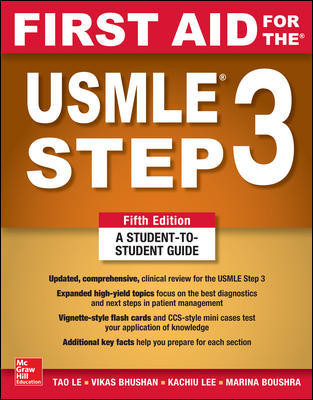 FIRST AID FOR THE®
USMLE®
STEP 3
Fifth Edition
A STUDENT-TO-
STUDENT GUIDE
Updated, comprehensive, clinical review for the USMLE Step 3
Expanded high-yield topics focus on the best diagnostics
and next steps in patient management
Vignette-style flash cards and CCS-style mini cases test
your application of knowledge
Additional key facts help you prepare for each section
Mc
Graw
Hill
Education
TAO LE • VIKAS BHUSHAN • KACHIU LEE • MARINA BOUSHRA